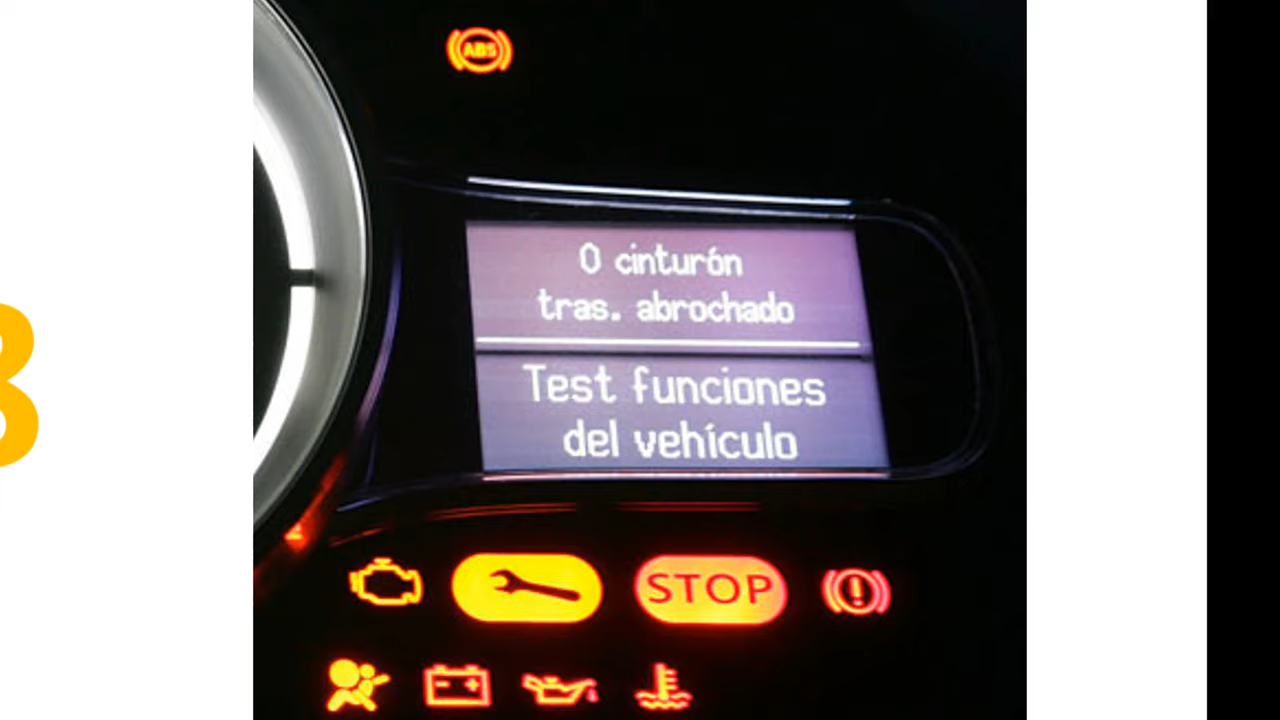 ABS
0 cinturón
tras. abrochado
Test funciones
del vehículo
STOP